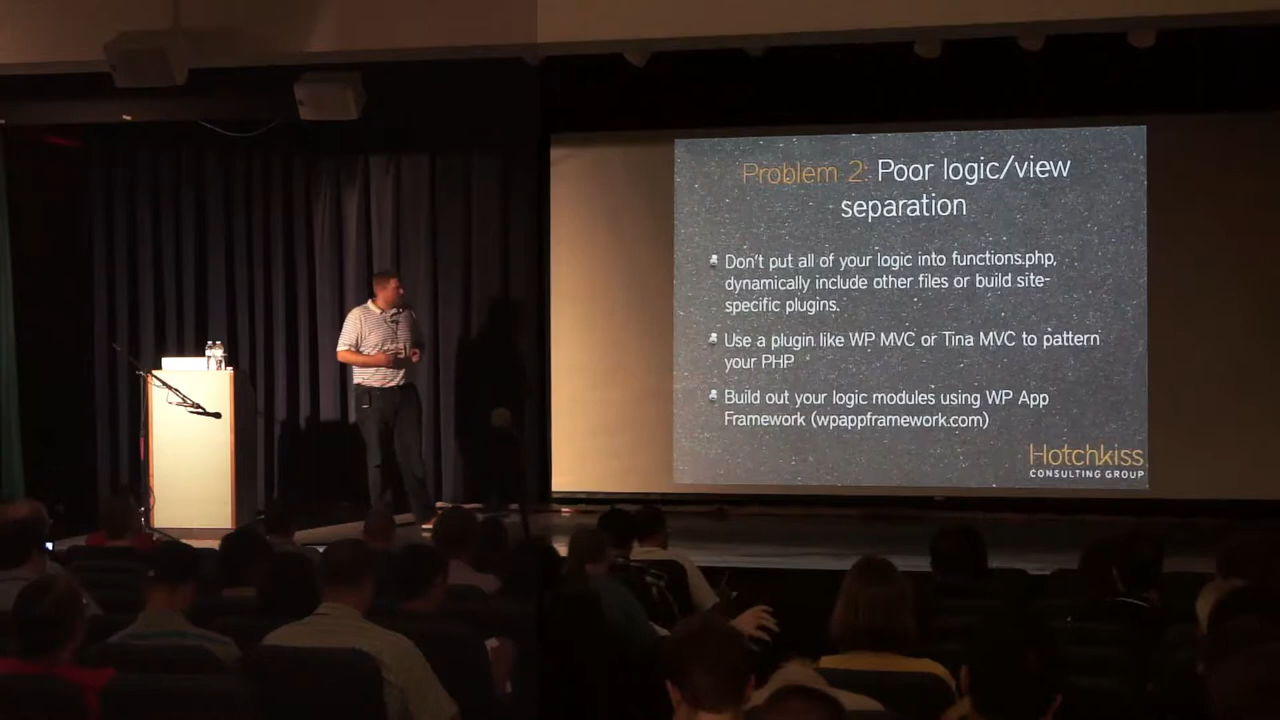 Problem 2: Poor logic/view
separation
Don't put all of your logic into functions.php,
dynamically include other files or build site-
specific plugins.
Use a plugin like WP MVC or Tina MVC to pattern
your PHP
Build out your logic modules using WP App
Framework (wpappframework.com)
Hotchkiss
CONSULTING GROUP